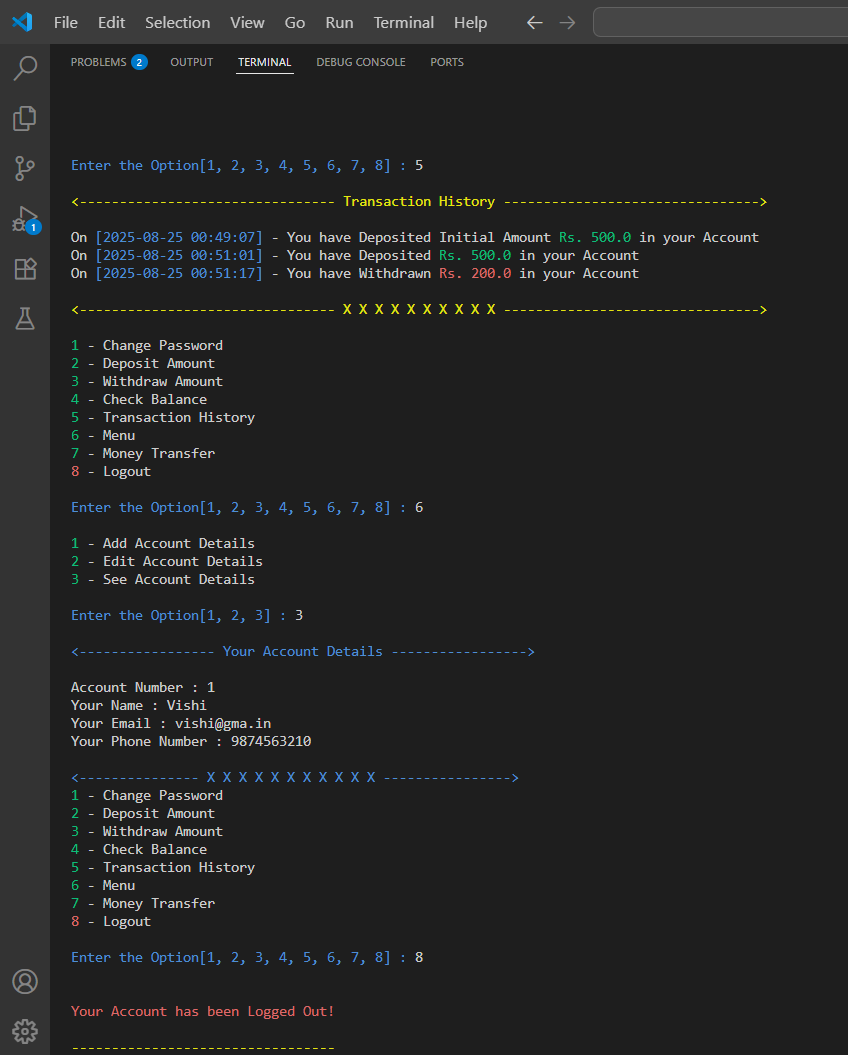 File Edit Selection View Go Run Terminal Help
PROBLEMS 2 OUTPUT TERMINAL DEBUG CONSOLE PORTS
Enter the Option[1, 2, 3, 4, 5, 6, 7, 8] : 5
<-------------------------------- Transaction History -------------------------------->
On [2025-08-25 00:49:07] - You have Deposited Initial Amount Rs. 500.0 in your Account
On [2025-08-25 00:51:01] - You have Deposited Rs. 500.0 in your Account
On [2025-08-25 00:51:17] - You have Withdrawn Rs. 200.0 in your Account
1
<-------------------------------- X X X X X X X X X X -------------------------------->
1 - Change Password
2 - Deposit Amount
3 - Withdraw Amount
4 - Check Balance
5 - Transaction History
6 - Menu
7 - Money Transfer
8 - Logout
Enter the Option[1, 2, 3, 4, 5, 6, 7, 8] : 6
1 - Add Account Details
2 - Edit Account Details
3 - See Account Details
Enter the Option[1, 2, 3] : 3
<----------------- Your Account Details ----------------->
Account Number : 1
Your Name : Vishi
Your Email : vishi@gma.in
Your Phone Number : 9874563210
<--------------- X X X X X X X X X X X ---------------->
1 - Change Password
2 - Deposit Amount
3 - Withdraw Amount
4 - Check Balance
5 - Transaction History
6 - Menu
7 - Money Transfer
8 - Logout
Enter the Option[1, 2, 3, 4, 5, 6, 7, 8] : 8
Your Account has been Logged Out!
---------------------------------